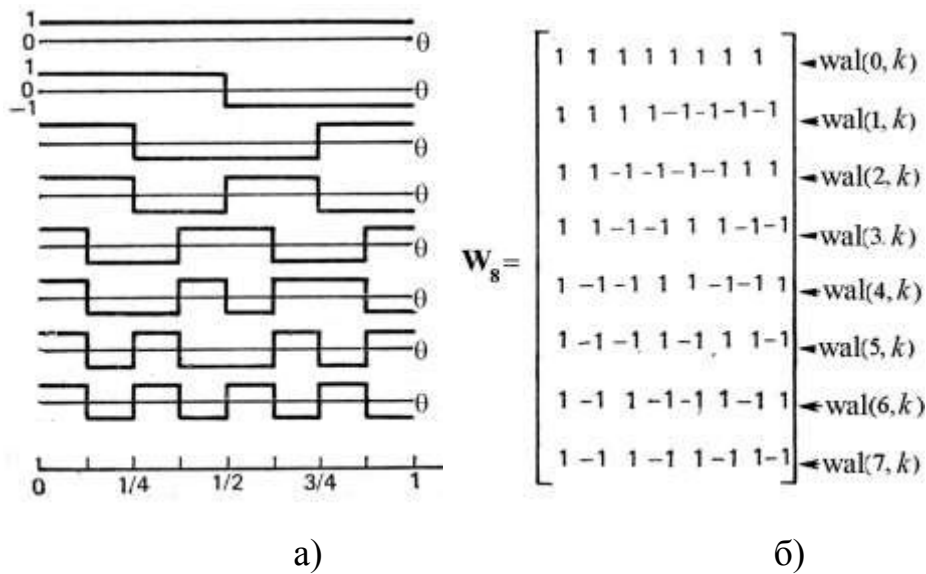 1
0 θ
1
0 θ
−1
θ
θ
θ
θ
θ
θ
0 1/4 1/2 3/4 1
а)
1 1 1 1 1 1 1 1 wal(0, k)
1 1 1 1 −1 −1 −1 −1 wal(1, k)
1 1 −1 −1 −1 −1 1 1 wal(2, k)
1 1 −1 −1 1 1 −1 −1 wal(3. k)
W8=
1 −1 −1 1 1 −1 −1 1 wal(4, k)
1 −1 −1 1 −1 1 1 −1 wal(5, k)
1 −1 1 −1 −1 1 −1 1 wal(6, k)
1 −1 1 −1 1 −1 1 −1 wal(7, k)
б)